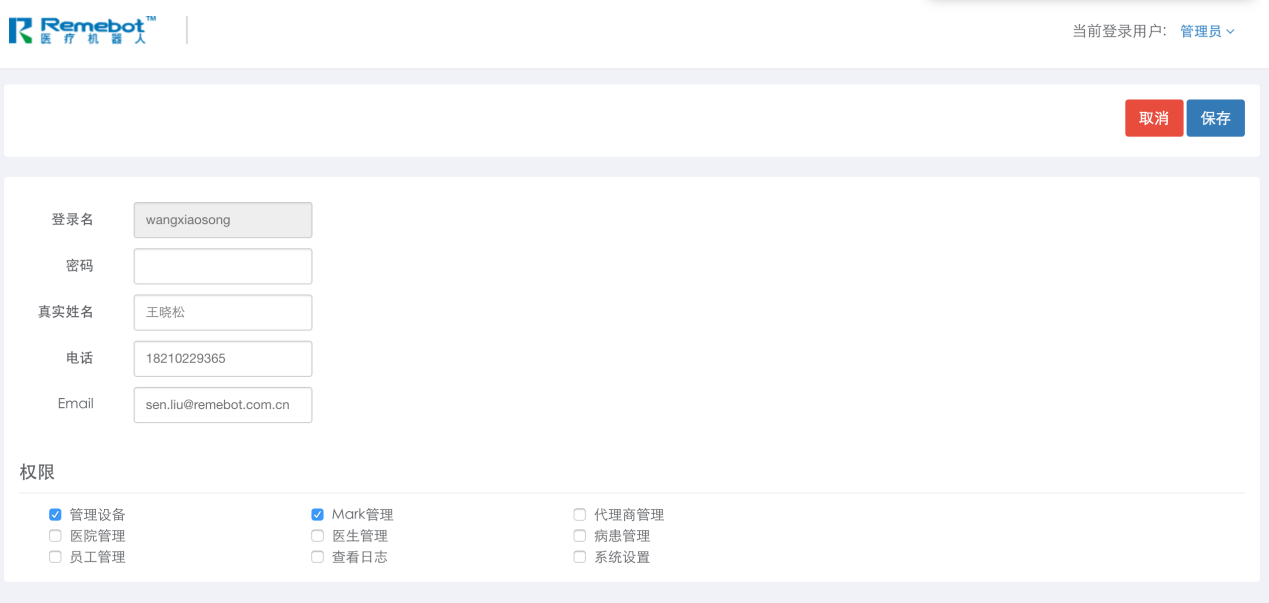 Remebot™
医疗机器人
当前登录用户: 管理员
取消 保存
登录名 wangxiaosong
密码
真实姓名 王晓松
电话 18210229365
Email sen.liu@remebot.com.cn
权限
管理设备 Mark管理 代理商管理
医院管理 医生管理 病患管理
员工管理 查看日志 系统设置